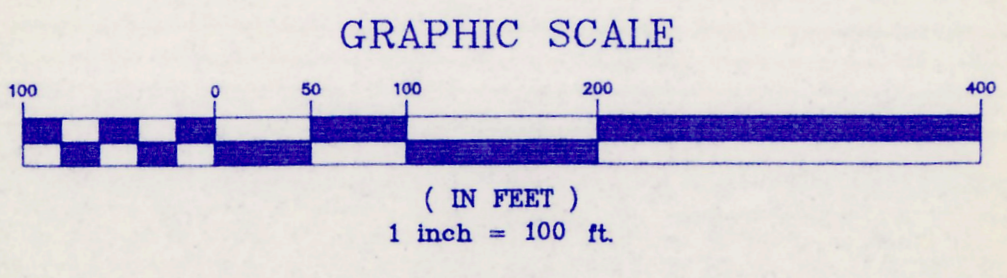 GRAPHIC SCALE
100 0 50 100 200 400
( IN FEET )
1 inch = 100 ft.